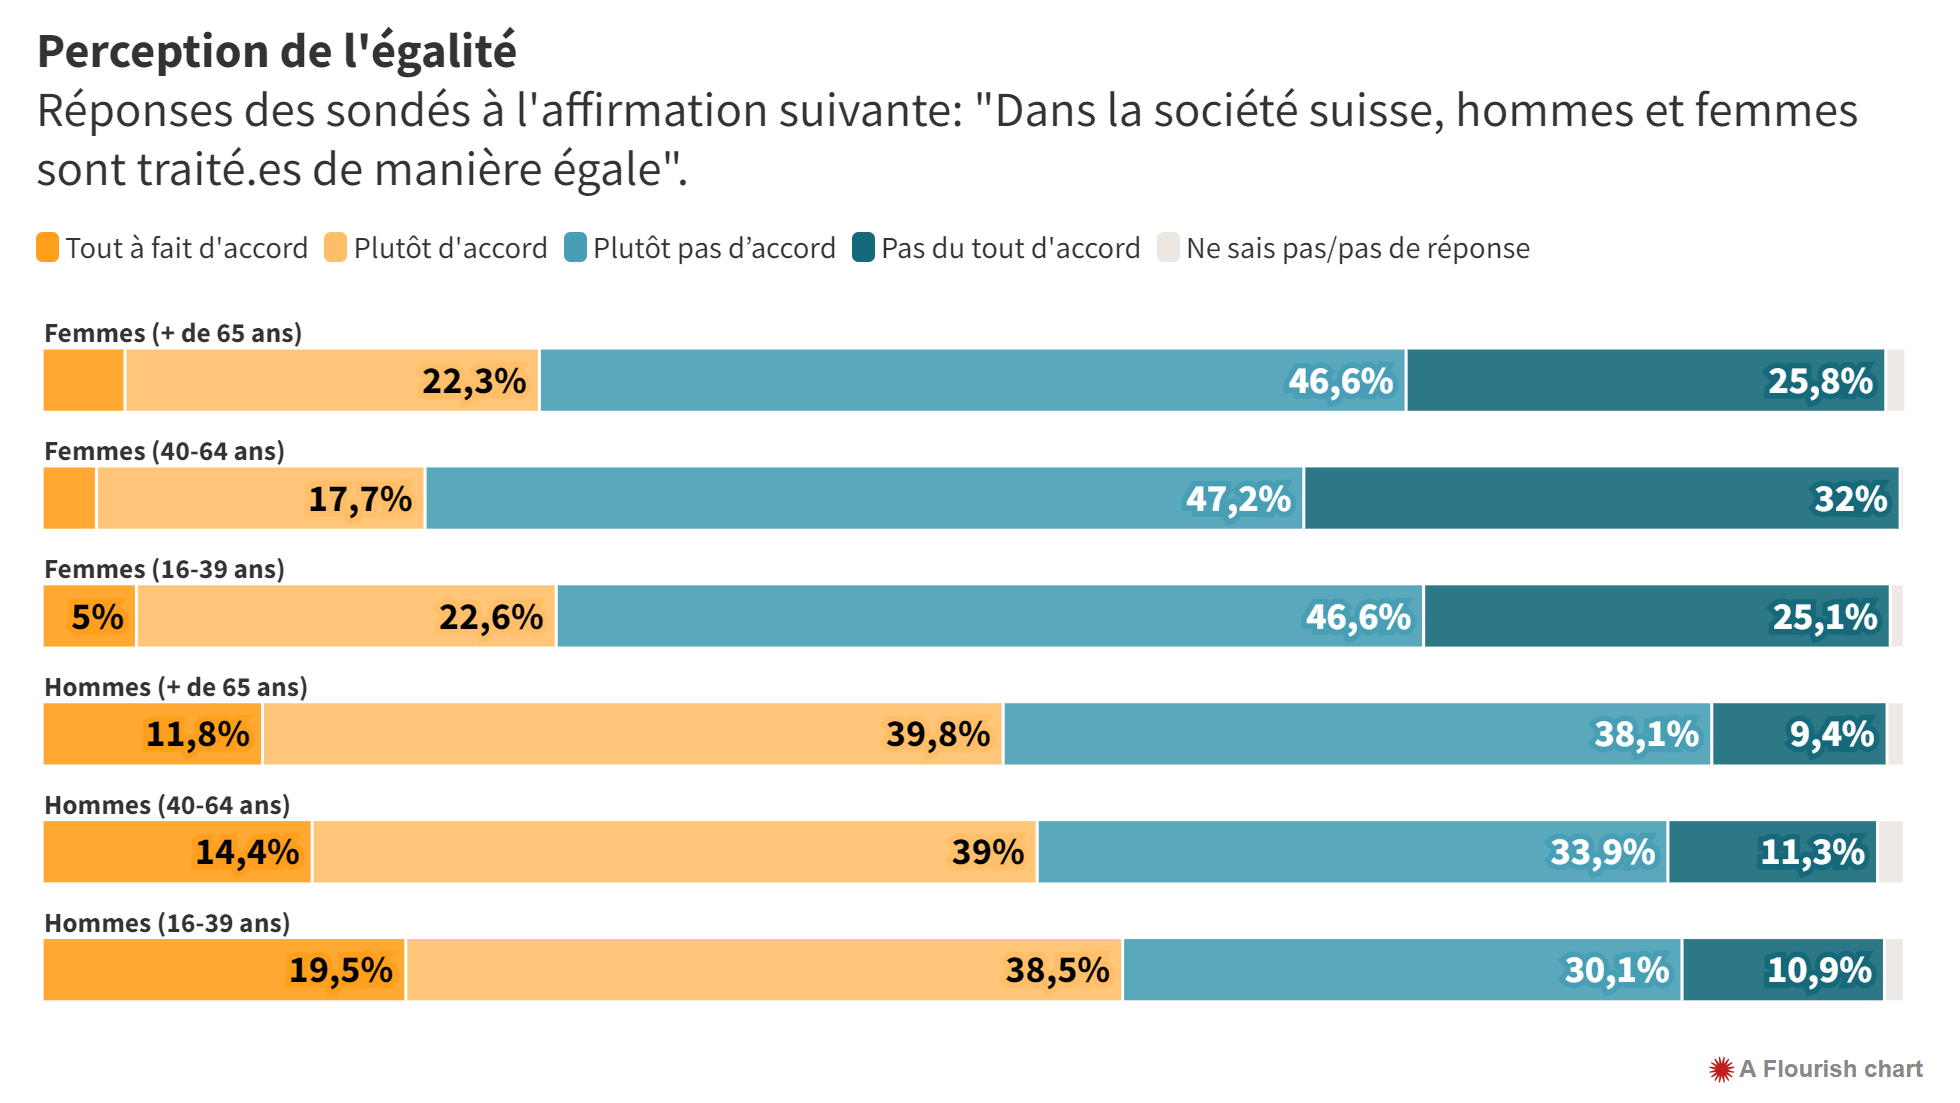 Perception de l'égalité
Réponses des sondés à l'affirmation suivante: "Dans la société suisse, hommes et femmes
sont traité.es de manière égale".
Tout à fait d'accord Plutôt d'accord Plutôt pas d’accord Pas du tout d'accord Ne sais pas/pas de réponse
Femmes (+ de 65 ans)
22,3% 46,6% 25,8%
Femmes (40-64 ans)
17,7% 47,2% 32%
Femmes (16-39 ans)
5% 22,6% 46,6% 25,1%
Hommes (+ de 65 ans)
11,8% 39,8% 38,1% 9,4%
Hommes (40-64 ans)
14,4% 39% 33,9% 11,3%
Hommes (16-39 ans)
19,5% 38,5% 30,1% 10,9%
A Flourish chart